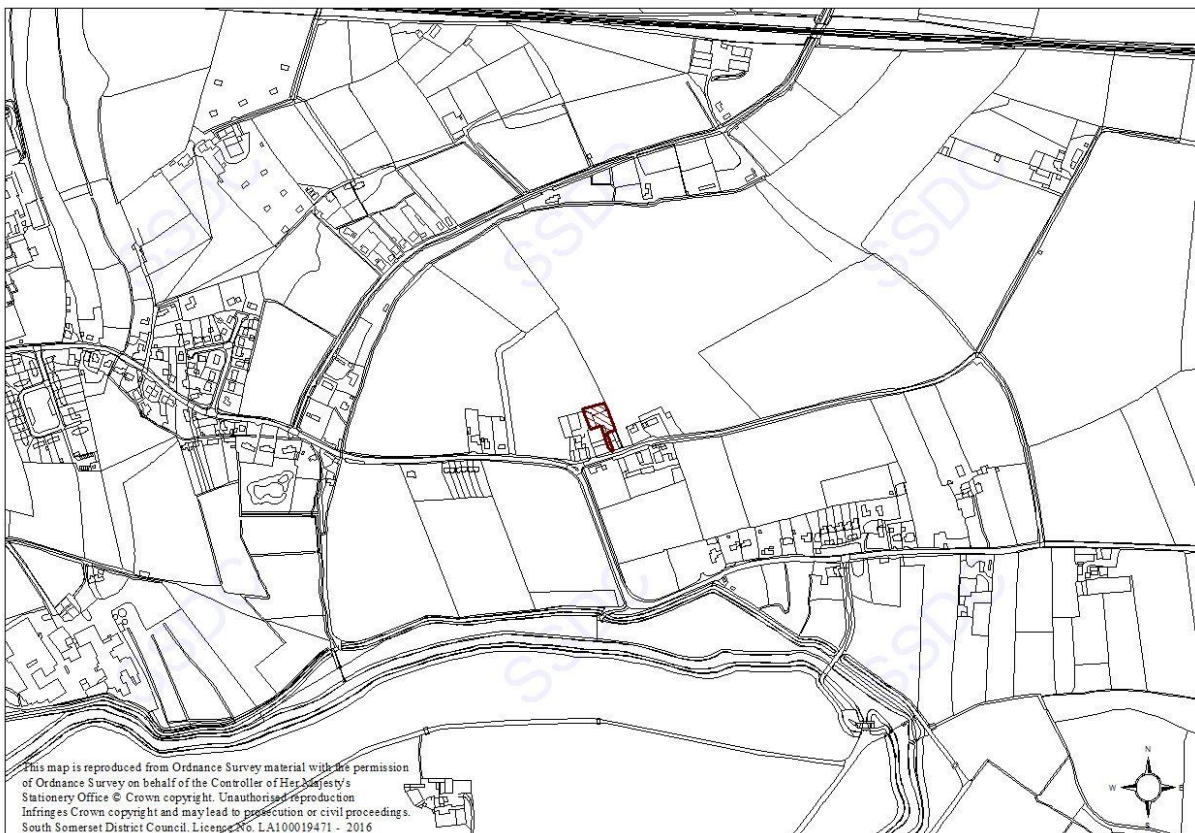 SSDC
SSDC
SSDC
SSDC
SSDC
SSDC
N
W E
S
This map is reproduced from Ordnance Survey material with the permission
of Ordnance Survey on behalf of the Controller of Her Majesty's
Stationery Office © Crown copyright. Unauthorised reproduction
Infringes Crown copyright and may lead to prosecution or civil proceedings.
South Somerset District Council. Licence No. LA100019471 - 2016